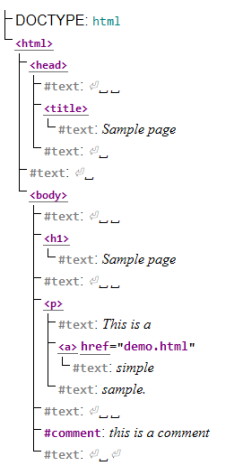 DOCTYPE: html
<html>
<head>
#text: ⏎␣␣
<title>
#text: Sample page
#text: ⏎␣
#text: ⏎␣
<body>
#text: ⏎␣␣
<h1>
#text: Sample page
#text: ⏎␣␣
<p>
#text: This is a
<a> href="demo.html"
#text: simple
#text: sample.
#text: ⏎␣␣
#comment: this is a comment
#text: ⏎␣⏎